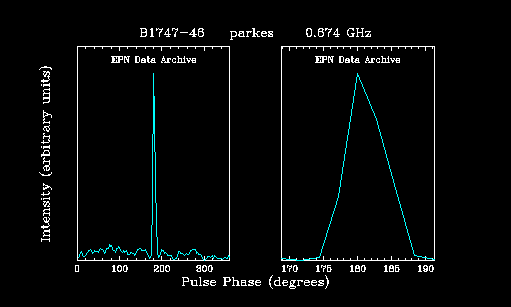 B1747-46 parkes 0.674 GHz
EPN Data Archive EPN Data Archive
Intensity (arbitrary units)
0 100 200 300 170 175 180 185 190
Pulse Phase (degrees)